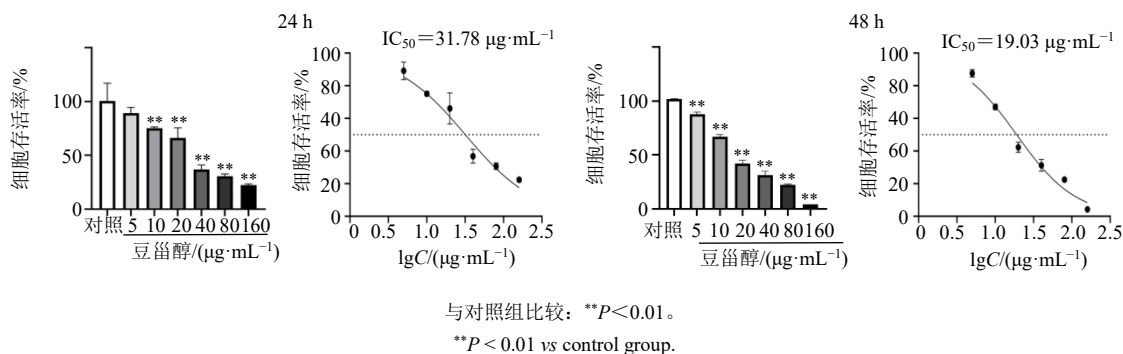 24 h
48 h
细胞存活率/%
100
50
0
**
**
**
**
**
对照 5 10 20 40 80 160
豆甾醇/(μg·mL⁻¹)
IC₅₀＝31.78 μg·mL⁻¹
细胞存活率/%
100
80
60
60
20
0
0 0.5 1.0 1.5 2.0 2.5
lgC/(μg·mL⁻¹)
细胞存活率/%
100
50
0
**
**
**
**
**
**
对照 5 10 20 40 80 160
豆甾醇/(μg·mL⁻¹)
IC₅₀＝19.03 μg·mL⁻¹
细胞存活率/%
100
80
60
60
20
0
0 0.5 1.0 1.5 2.0 2.5
lgC/(μg·mL⁻¹)
与对照组比较：**P＜0.01。
**P < 0.01 vs control group.